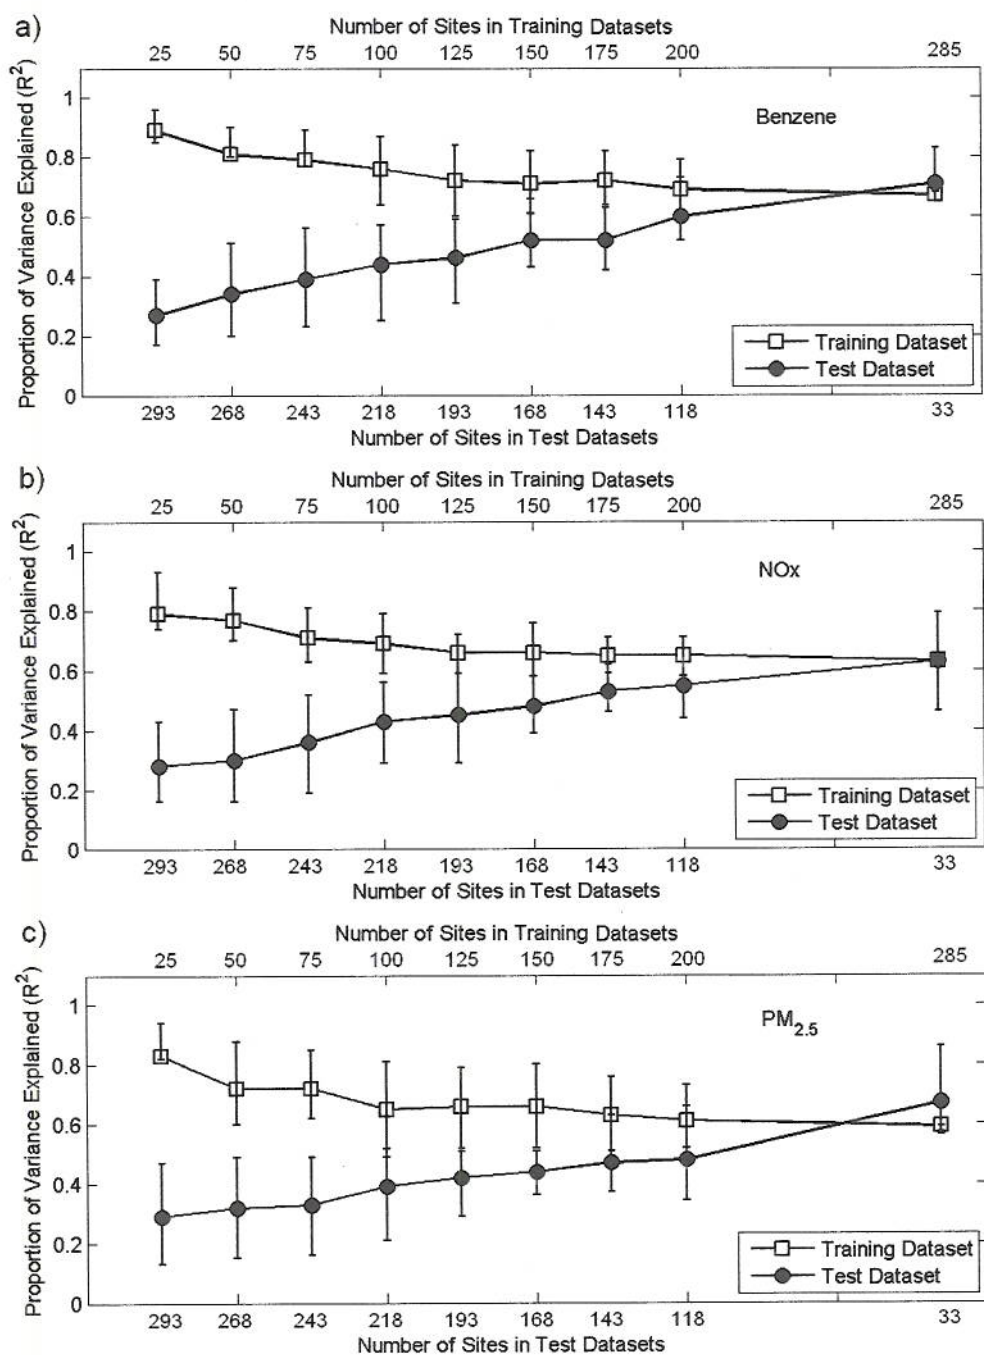 a)
Number of Sites in Training Datasets
25 50 75 100 125 150 175 200 285
Proportion of Variance Explained (R²)
1
0.8
0.6
0.4
0.2
0
Benzene
Training Dataset
Test Dataset
293 268 243 218 193 168 143 118 33
Number of Sites in Test Datasets
b)
Number of Sites in Training Datasets
25 50 75 100 125 150 175 200 285
Proportion of Variance Explained (R²)
1
0.8
0.6
0.4
0.2
0
NOx
Training Dataset
Test Dataset
293 268 243 218 193 168 143 118 33
Number of Sites in Test Datasets
c)
Number of Sites in Training Datasets
25 50 75 100 125 150 175 200 285
Proportion of Variance Explained (R²)
1
0.8
0.6
0.4
0.2
0
PM2.5
Training Dataset
Test Dataset
293 268 243 218 193 168 143 118 33
Number of Sites in Test Datasets